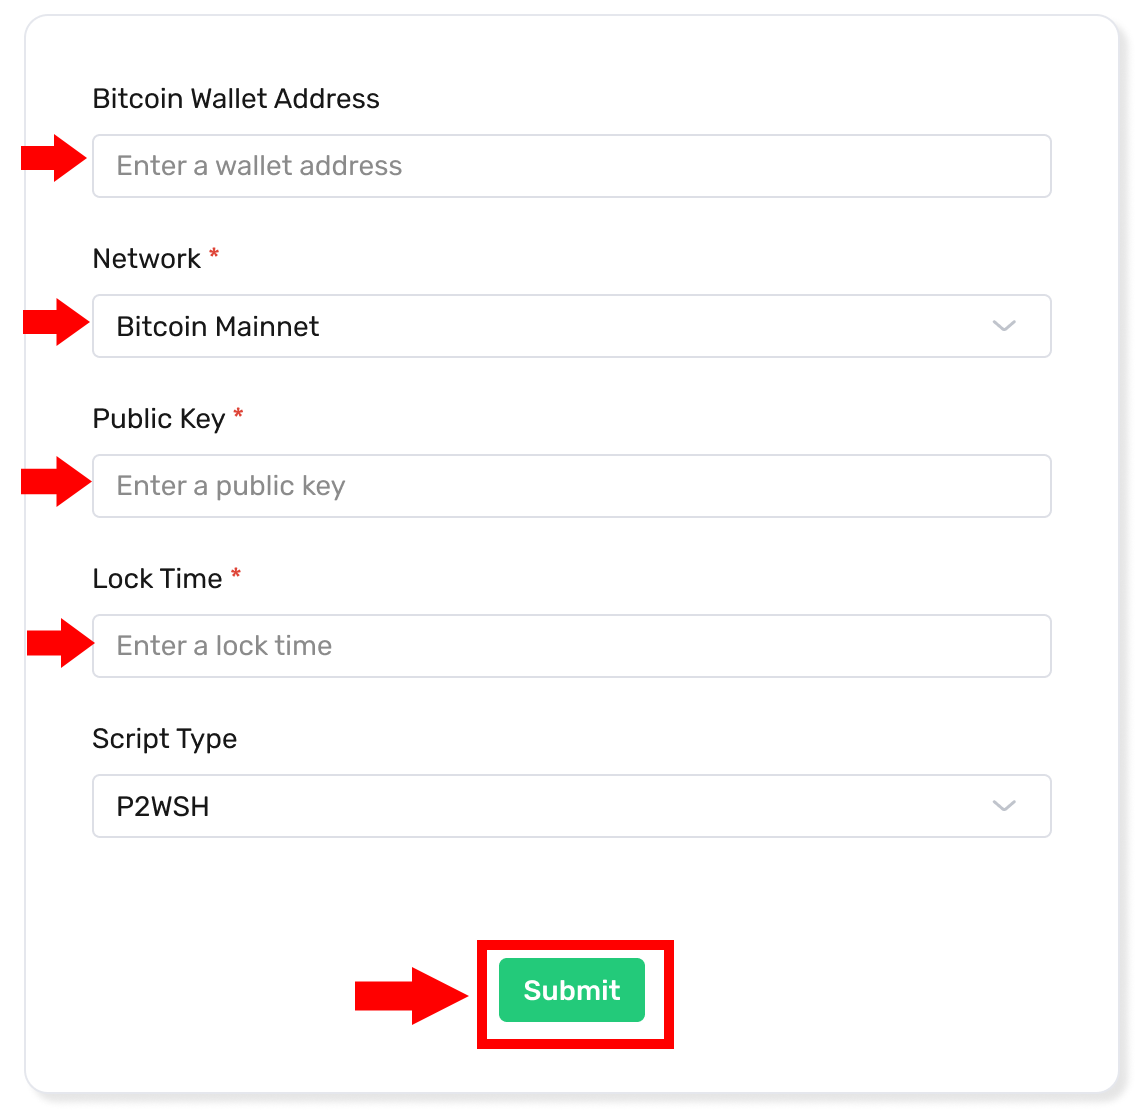 Bitcoin Wallet Address
Enter a wallet address
Network *
Bitcoin Mainnet
Public Key *
Enter a public key
Lock Time *
Enter a lock time
Script Type
P2WSH
Submit